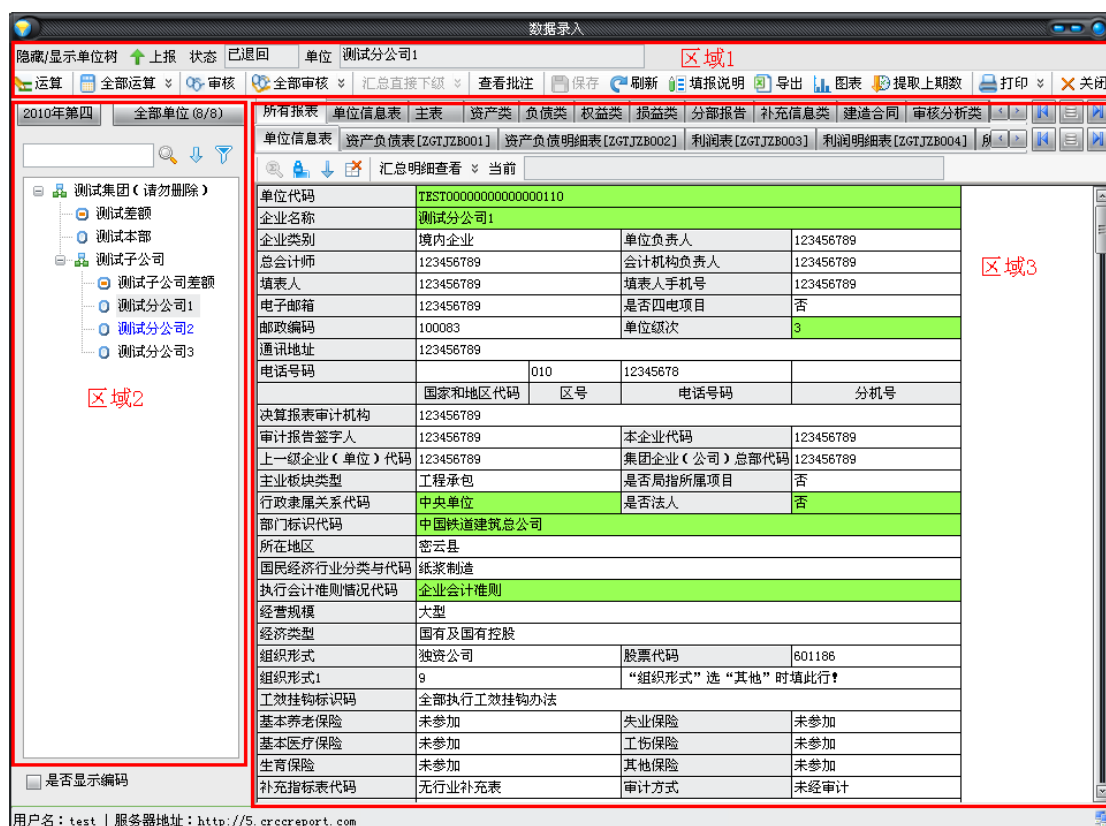 数据录入
隐藏/显示单位树 上报 状态 已退回 单位 测试分公司1 区域1
运算 全部运算 审核 全部审核 汇总直接下级 查看批注 保存 刷新 填报说明 导出 图表 提取上期数 打印 关闭
2010年第四 全部单位(8/8)
测试集团(请勿删除)
测试差额
测试本部
测试子公司
测试子公司差额
测试分公司1
测试分公司2
测试分公司3
区域2
是否显示编码
所有报表 单位信息表 主表 资产类 负债类 权益类 损益类 分部报告 补充信息类 建造合同 审核分析类
单位信息表 资产负债表[ZGTJZB001] 资产负债明细表[ZGTJZB002] 利润表[ZGTJZB003] 利润明细表[ZGTJZB004]
汇总明细查看 当前
区域3
单位代码 TEST00000000000000110
企业名称 测试分公司1
企业类别 境内企业 单位负责人 123456789
总会计师 123456789 会计机构负责人 123456789
填表人 123456789 填表人手机号 123456789
电子邮箱 123456789 是否四电项目 否
邮政编码 100083 单位级次 3
通讯地址 123456789
电话号码 010 12345678
国家和地区代码 区号 电话号码 分机号
决算报表审计机构 123456789
审计报告签字人 123456789 本企业代码 123456789
上一级企业(单位)代码 123456789 集团企业(公司)总部代码 123456789
主业板块类型 工程承包 是否局指所属项目 否
行政隶属关系代码 中央单位 是否法人 否
部门标识代码 中国铁道建筑总公司
所在地区 密云县
国民经济行业分类与代码 纸浆制造
执行会计准则情况代码 企业会计准则
经营规模 大型
经济类型 国有及国有控股
组织形式 独资公司 股票代码 601186
组织形式1 9 “组织形式”选“其他”时填此行!
工效挂钩标识码 全部执行工效挂钩办法
基本养老保险 未参加 失业保险 未参加
基本医疗保险 未参加 工伤保险 未参加
生育保险 未参加 其他保险 未参加
补充指标表代码 无行业补充表 审计方式 未经审计
用户名:test | 服务器地址:http://5.crccreport.com